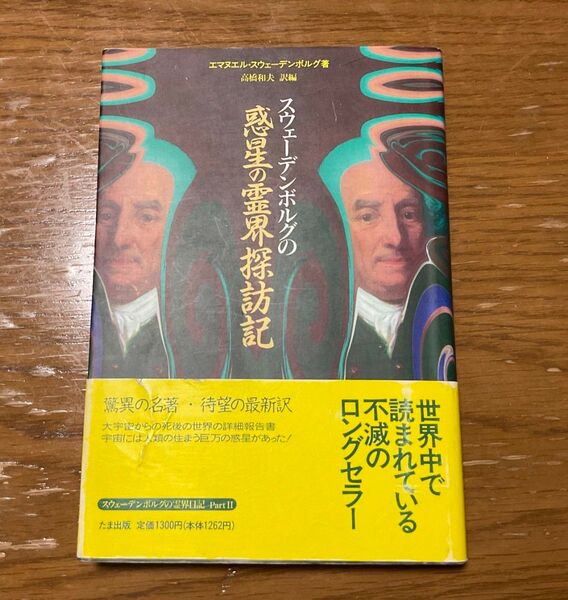 エマヌエル・スウェーデンボルグ著
高橋和夫 訳編
スウェーデンボルグの
惑星の霊界探訪記
世界中で
読まれている
不滅の
ロングセラー
驚異の名著・待望の最新訳
大宇宙からの死後の世界の詳細報告書
宇宙には人類の住まう巨万の惑星があった！
スウェーデンボルグの霊界日記 Part II
たま出版 定価1300円(本体1262円)